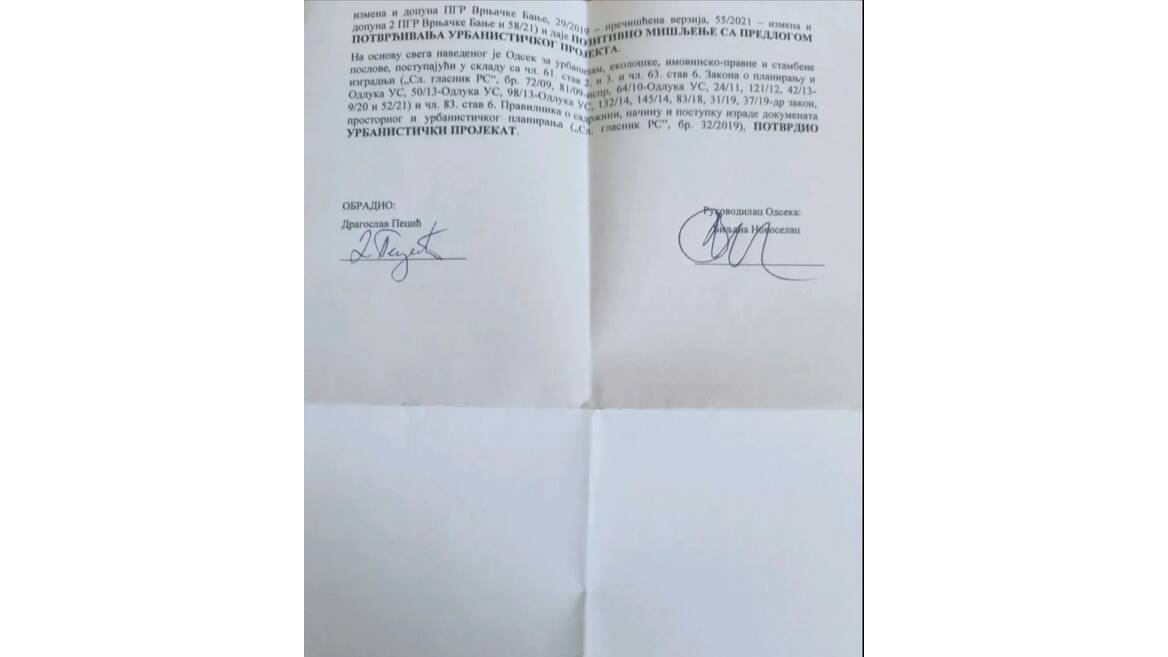 измена и допуна ПГР Врњачке Бање, 29/2019 – пречишћена верзија, 55/2021 – измена и
допуна 2 ПГР Врњачке Бање и 58/21) и даје ПОЗИТИВНО МИШЉЕЊЕ СА ПРЕДЛОГОМ
ПОТВРЂИВАЊА УРБАНИСТИЧКОГ ПРОЈЕКТА.
На основу свега наведеног је Одсек за урбанизам, еколошке, имовинско-правне и стамбене
послове, поступајући у складу са чл. 61. став 2. и 3. и чл. 63. став 6. Закона о планирању и
изградњи („Сл. гласник РС“, бр. 72/09, 81/09-испр, 64/10-Одлука УС, 24/11, 121/12, 42/13-
Одлука УС, 50/13-Одлука УС, 98/13-Одлука УС, 132/14, 145/14, 83/18, 31/19, 37/19-др закон,
9/20 и 52/21) и чл. 83. став 6. Правилника о садржини, начину и поступку израде докумената
просторног и урбанистичког планирања („Сл. гласник РС“, бр. 32/2019), ПОТВРДИО
УРБАНИСТИЧКИ ПРОЈЕКАТ.
ОБРАДИО:
Драгослав Пецић
Руководилац Одсека:
Биљана Новоселац